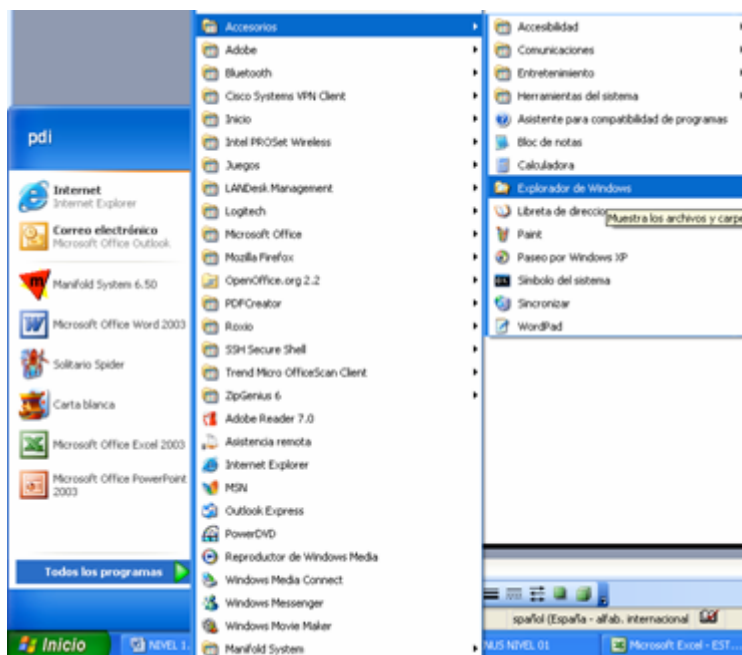 pdi
Internet
Internet Explorer
Correo electrónico
Microsoft Office Outlook
Manifold System 6.50
Microsoft Office Word 2003
Solitario Spider
Carta blanca
Microsoft Office Excel 2003
Microsoft Office PowerPoint
2003
Todos los programas
Accesorios
Adobe
Bluetooth
Cisco Systems VPN Client
Inicio
Intel PROSet Wireless
Juegos
LANDesk Management
Logitech
Microsoft Office
Mozilla Firefox
OpenOffice.org 2.2
PDFCreator
Roxio
SSH Secure Shell
Trend Micro OfficeScan Client
ZipGenius 6
Adobe Reader 7.0
Asistencia remota
Internet Explorer
MSN
Outlook Express
PowerDVD
Reproductor de Windows Media
Windows Media Connect
Windows Messenger
Windows Movie Maker
Manifold System
Accesibilidad
Comunicaciones
Entretenimiento
Herramientas del sistema
Asistente para compatibilidad de programas
Bloc de notas
Calculadora
Explorador de Windows
Libreta de direccio
Muestra los archivos y carpe
Paint
Paseo por Windows XP
Símbolo del sistema
Sincronizar
WordPad
spañol (España - alfab. internacional
Inicio
NIVEL 1.
NUS NIVEL 01
Microsoft Excel - EST...